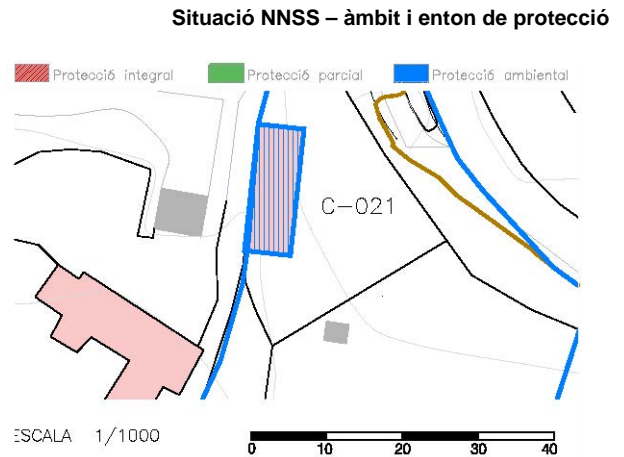 Situació NNSS – àmbit i enton de protecció
Protecció integral Protecció parcial Protecció ambiental
C-021
ESCALA 1/1000
0 10 20 30 40